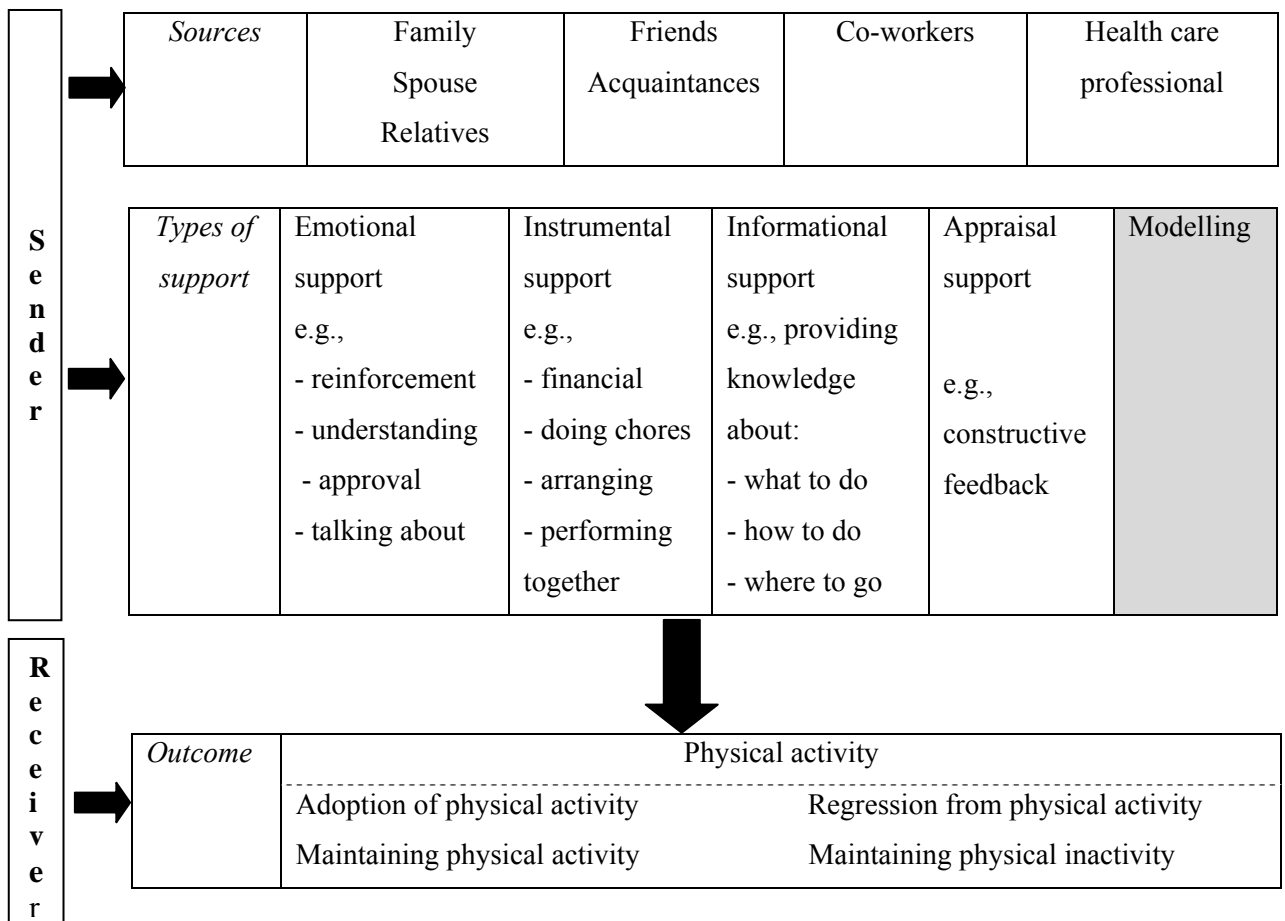 Sender
Sources
Family
Spouse
Relatives
Friends
Acquaintances
Co-workers
Health care
professional
Types of
support
Emotional
support
e.g.,
- reinforcement
- understanding
- approval
- talking about
Instrumental
support
e.g.,
- financial
- doing chores
- arranging
- performing
together
Informational
support
e.g., providing
knowledge
about:
- what to do
- how to do
- where to go
Appraisal
support
e.g.,
constructive
feedback
Modelling
Receiver
Outcome
Physical activity
Adoption of physical activity
Maintaining physical activity
Regression from physical activity
Maintaining physical inactivity